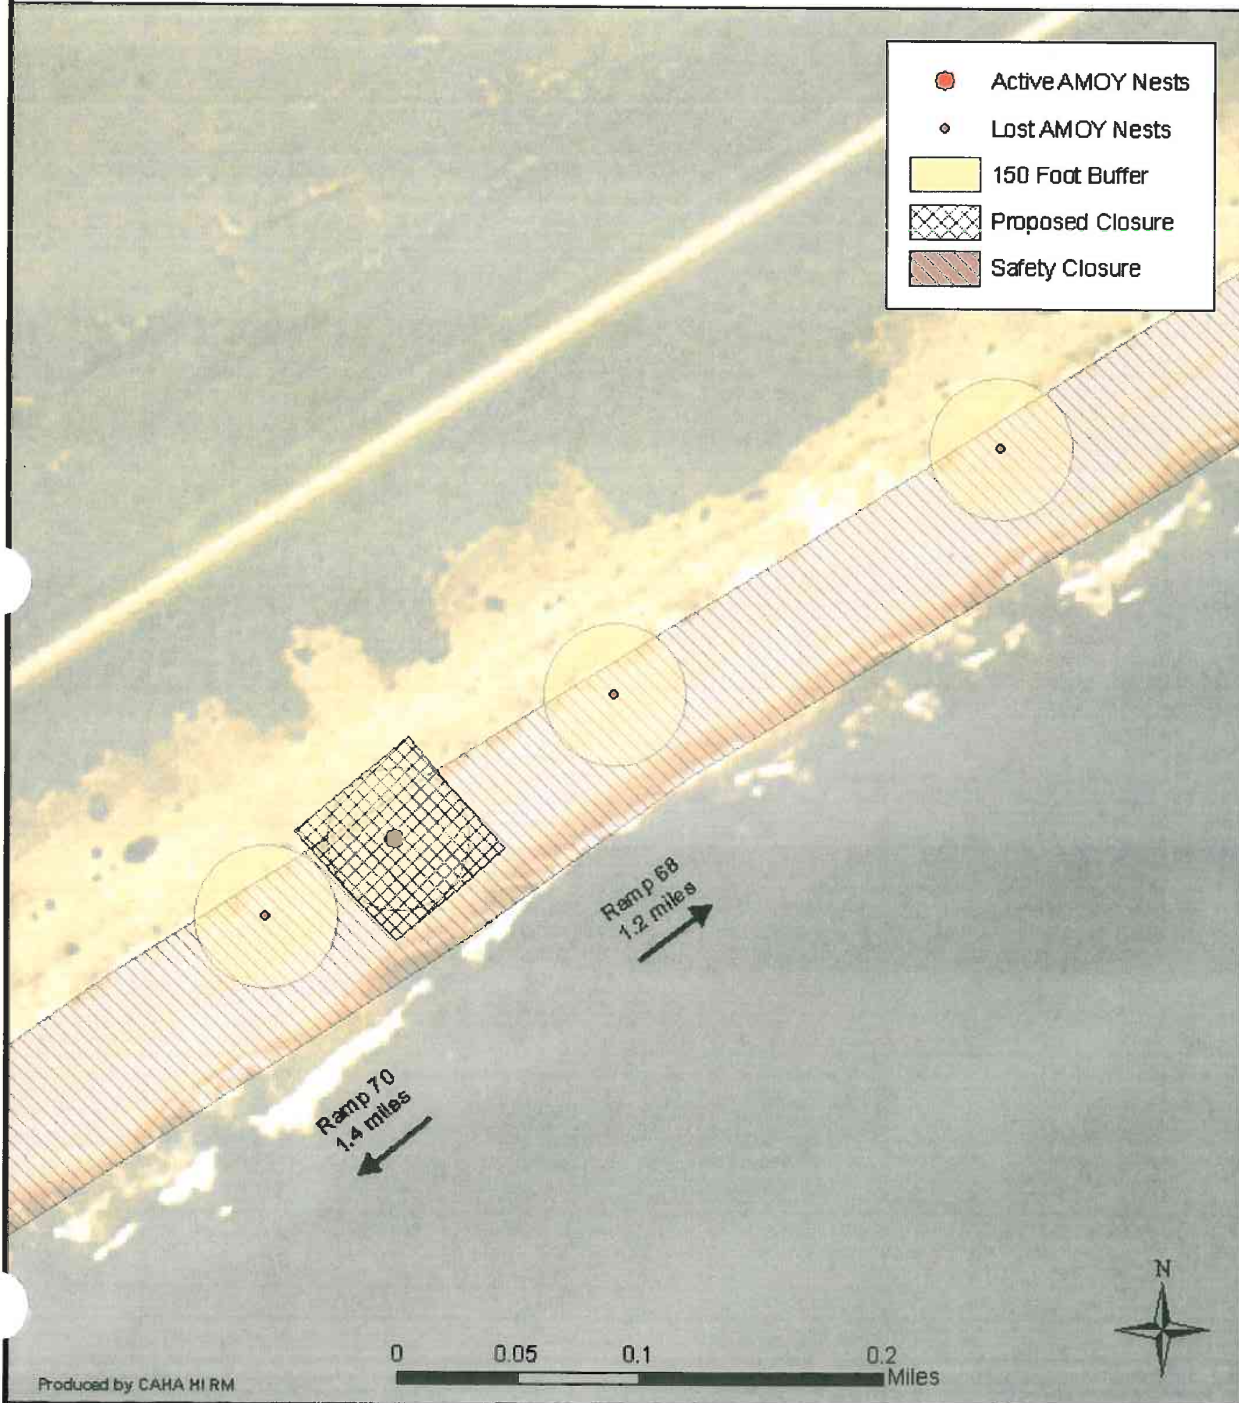 Active AMOY Nests
Lost AMOY Nests
150 Foot Buffer
Proposed Closure
Safety Closure
Ramp 68
1.2 miles
Ramp 70
1.4 miles
N
0 0.05 0.1 0.2
Miles
Produced by CAHA HI RM